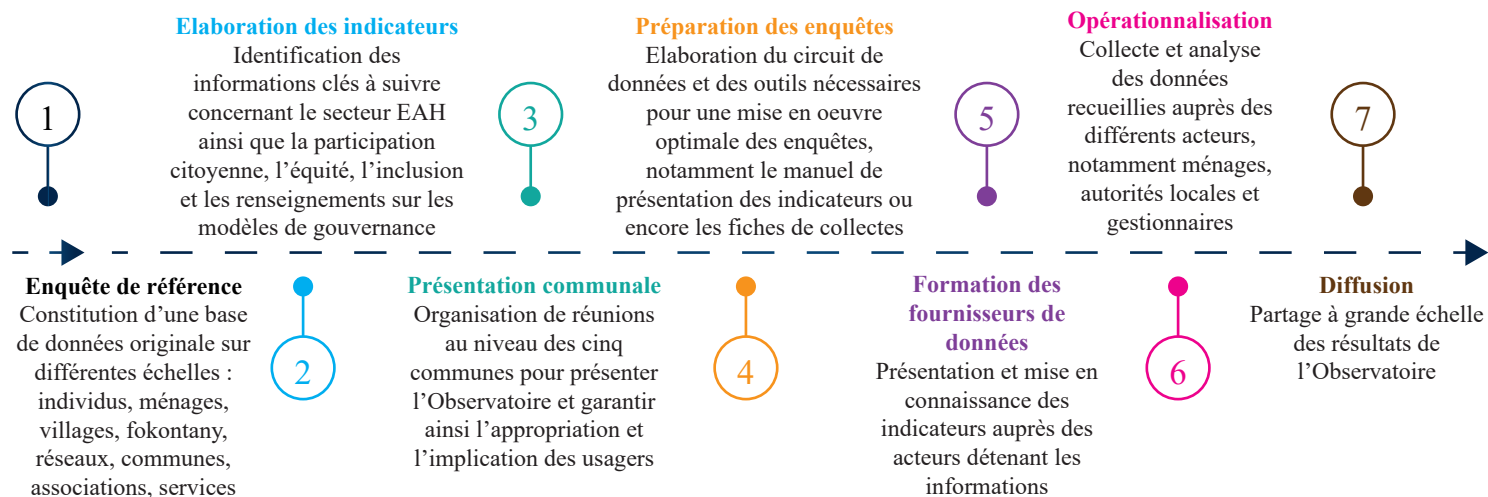 1
Enquête de référence
Constitution d’une base
de données originale sur
différentes échelles :
individus, ménages,
villages, fokontany,
réseaux, communes,
associations, services
2
Elaboration des indicateurs
Identification des
informations clés à suivre
concernant le secteur EAH
ainsi que la participation
citoyenne, l’équité, l’inclusion
et les renseignements sur les
modèles de gouvernance
3
Présentation communale
Organisation de réunions
au niveau des cinq
communes pour présenter
l’Observatoire et garantir
ainsi l’appropriation et
l’implication des usagers
4
Préparation des enquêtes
Elaboration du circuit de
données et des outils nécessaires
pour une mise en oeuvre
optimale des enquêtes,
notamment le manuel de
présentation des indicateurs ou
encore les fiches de collectes
5
Formation des
fournisseurs de
données
Présentation et mise en
connaissance des
indicateurs auprès des
acteurs détenant les
informations
6
Opérationnalisation
Collecte et analyse
des données
recueillies auprès des
différents acteurs,
notamment ménages,
autorités locales et
gestionnaires
7
Diffusion
Partage à grande échelle
des résultats de
l’Observatoire